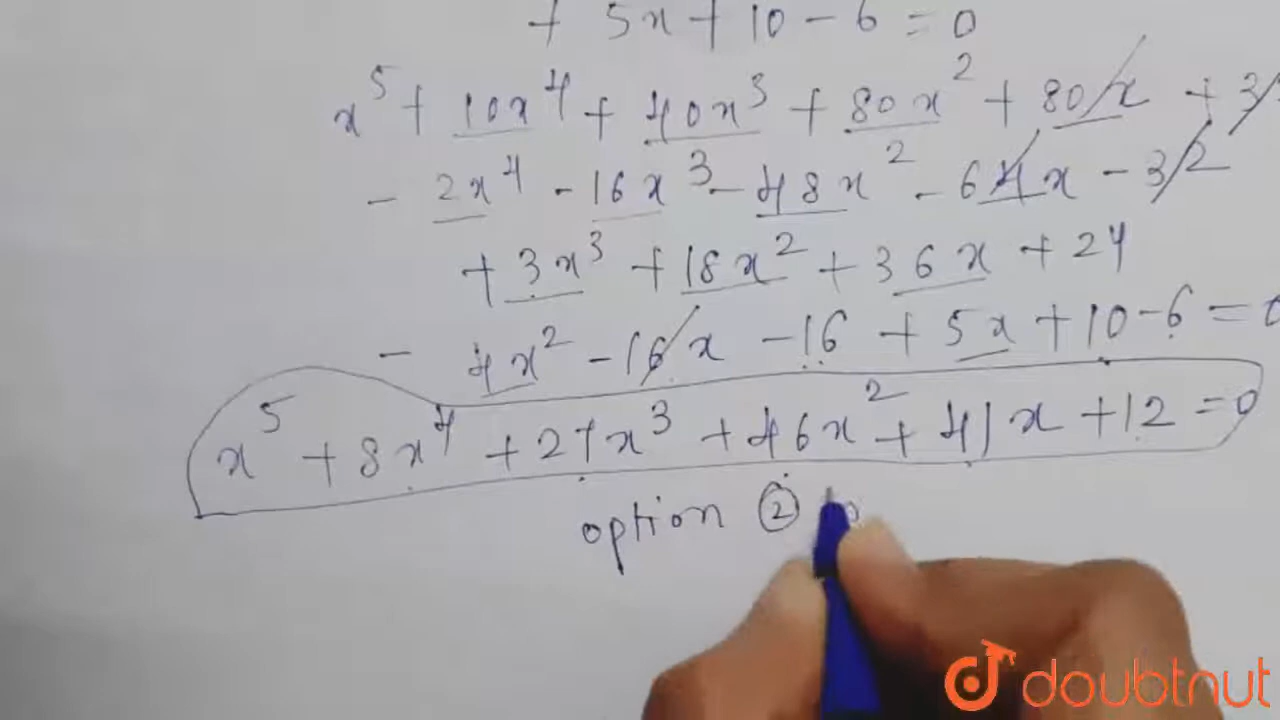 + 5x + 10 - 6 = 0
x⁵ + 10x⁴ + 40x³ + 80x² + 80x + 3
- 2x⁴ - 16x³ - 48x² - 64x - 32
+ 3x³ + 18x² + 36x + 24
- 4x² - 16x - 16 + 5x + 10 - 6 = 0
x⁵ + 8x⁴ + 27x³ + 46x² + 41x + 12 = 0
option ②
doubtnut